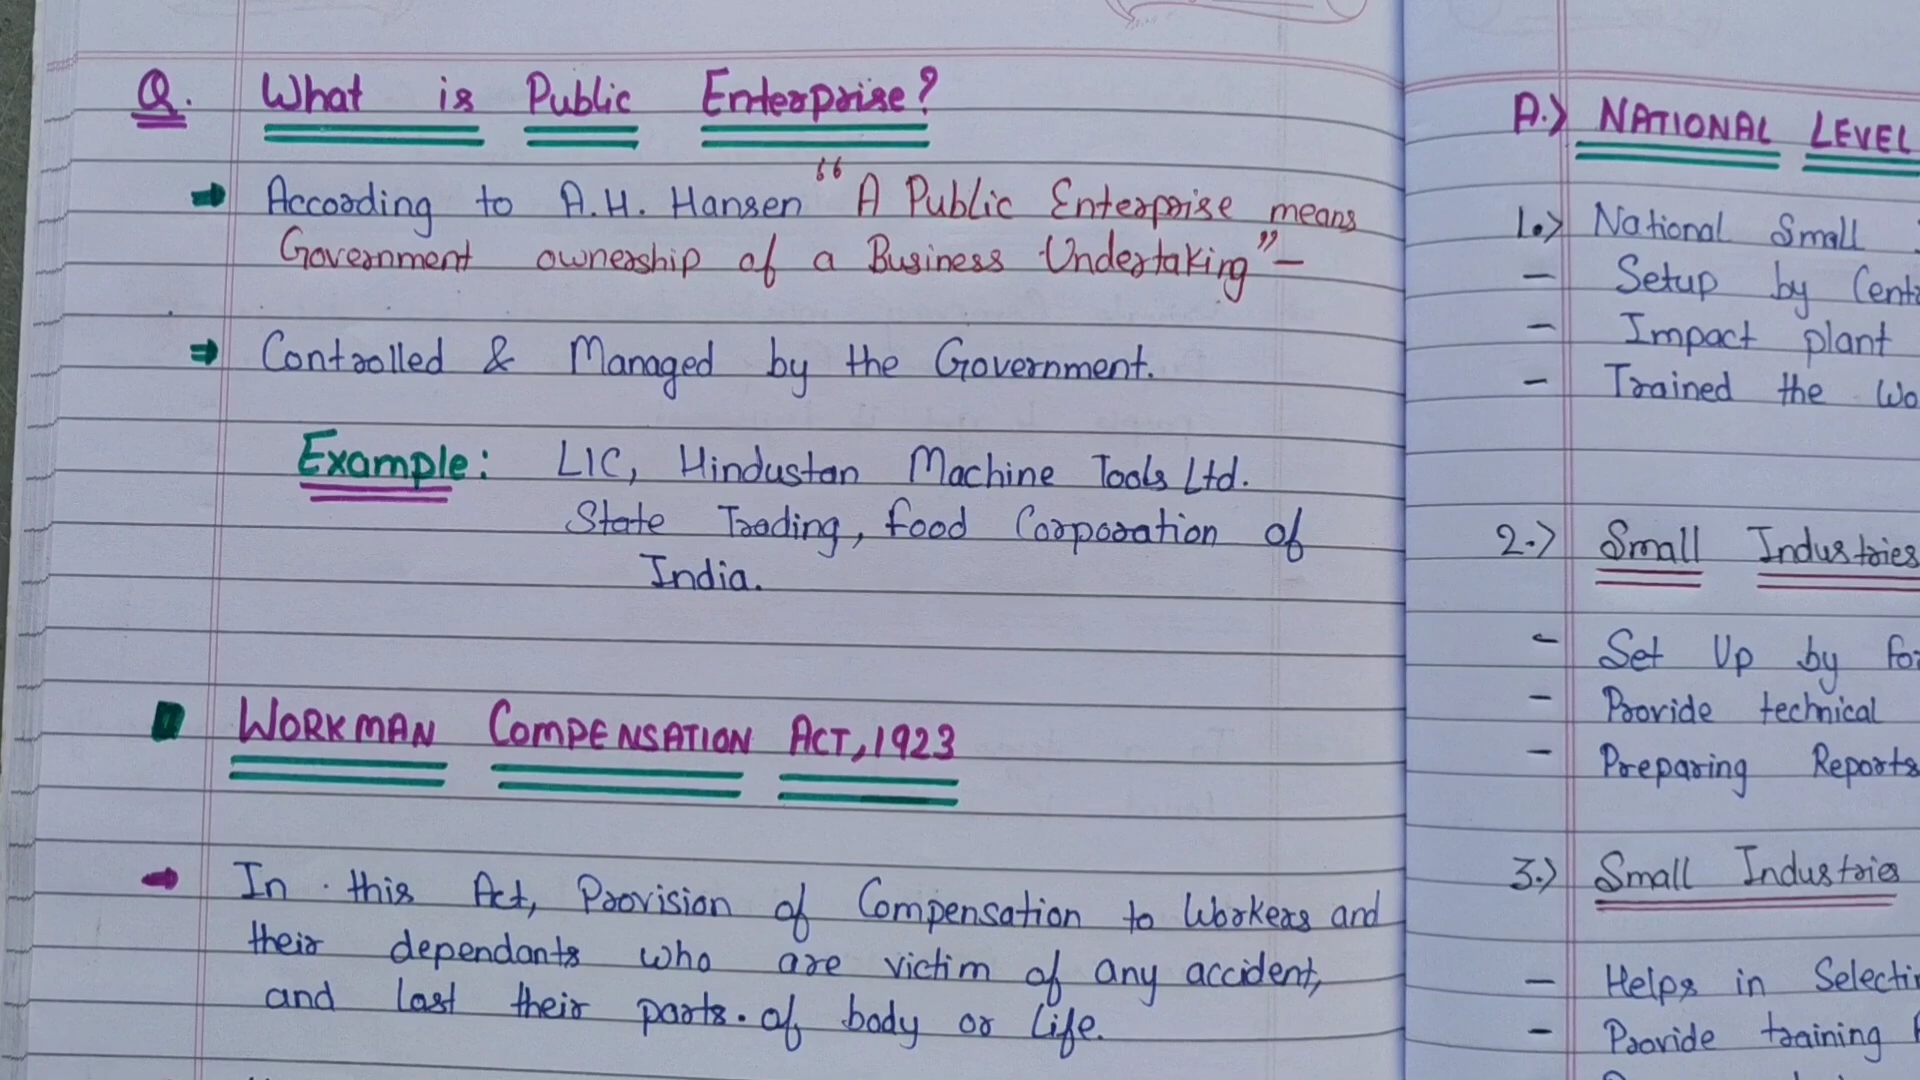 Q. What is Public Enterprise?
→ According to A.H. Hansen "A Public Enterprise means
Government ownership of a Business Undertaking"-
⇒ Controlled & Managed by the Government.
Example: LIC, Hindustan Machine Tools Ltd.
State Trading, Food Corporation of
India.
WORKMAN COMPENSATION ACT, 1923
→ In this Act, Provision of Compensation to Workers and
their dependants who are victim of any accident,
and last their parts of body or life.
A.) NATIONAL LEVEL
1.) National Small
- Setup by
- Impact plant
- Trained the
2.) Small Industries
- Set Up by
- Provide technical
- Preparing Reports
3.) Small Industries
- Helps in
- Provide training